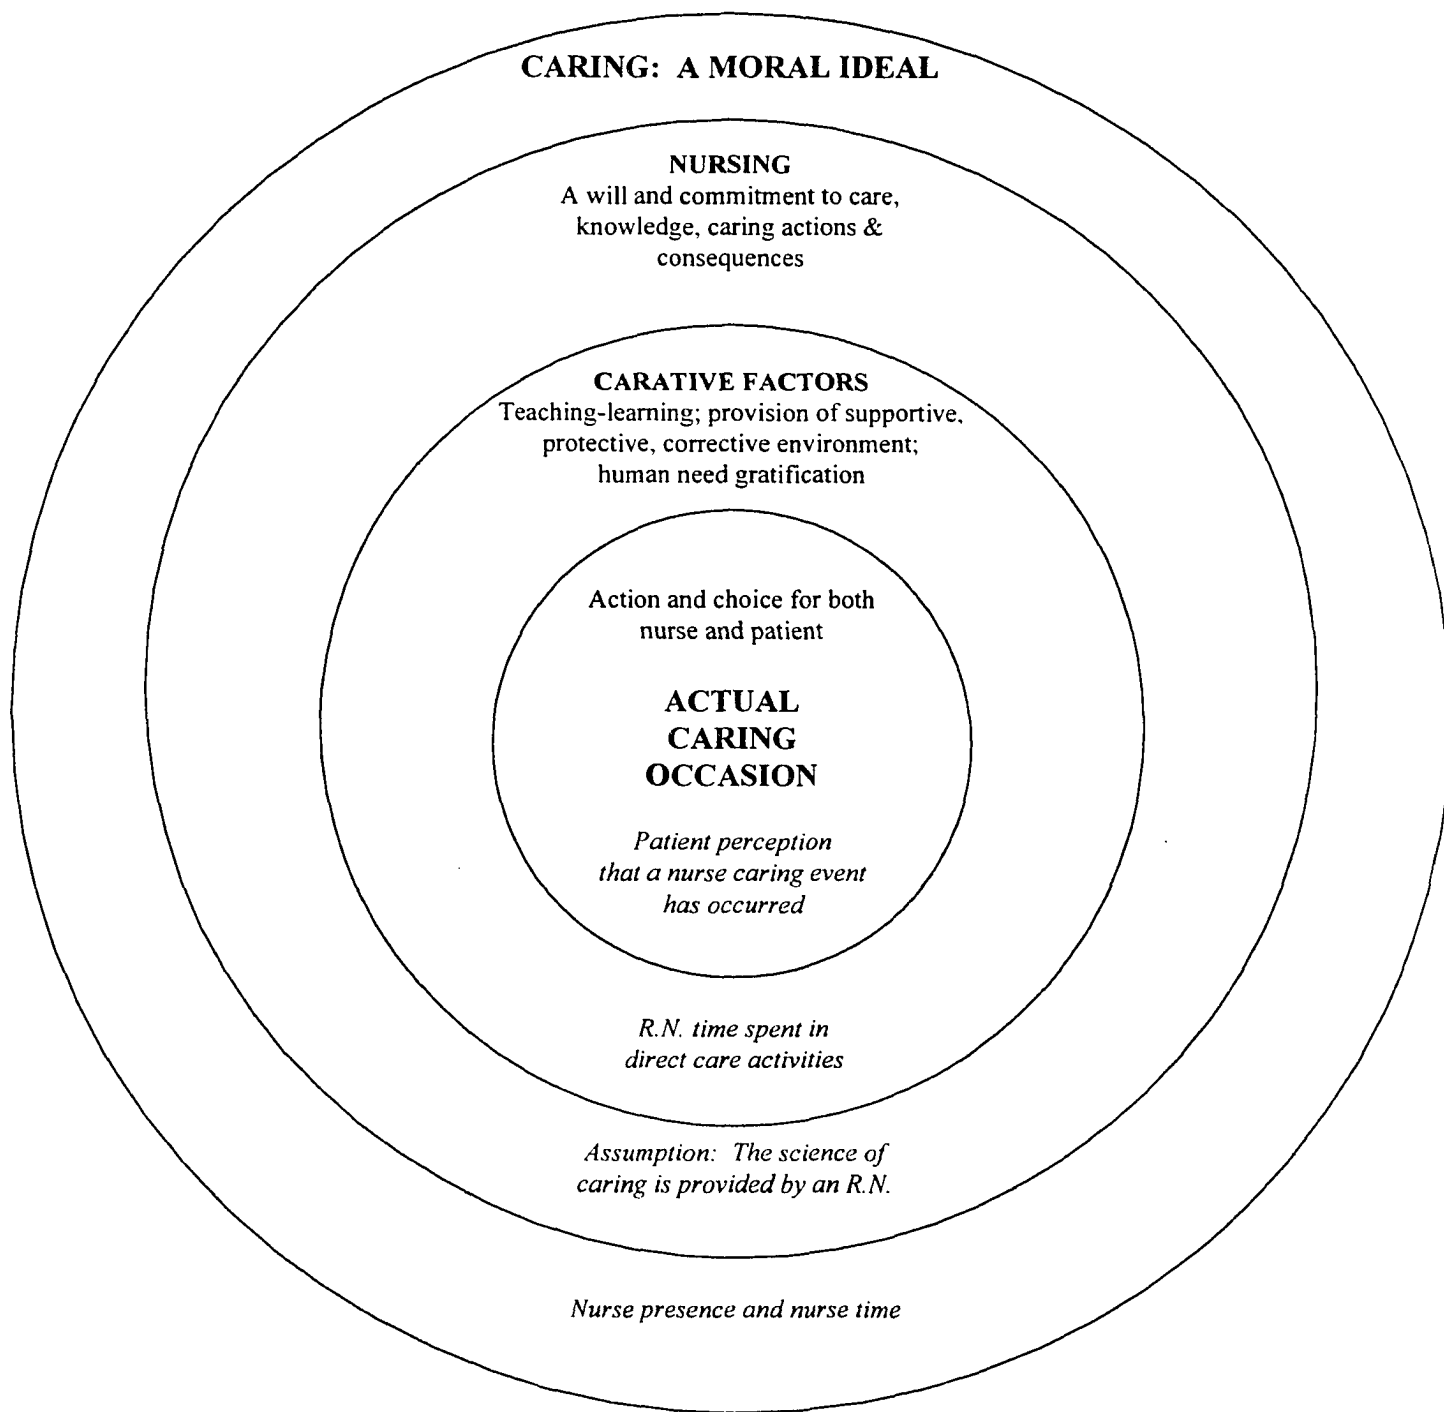 CARING: A MORAL IDEAL
NURSING
A will and commitment to care,
knowledge, caring actions &
consequences
CARATIVE FACTORS
Teaching-learning; provision of supportive,
protective, corrective environment;
human need gratification
Action and choice for both
nurse and patient
ACTUAL
CARING
OCCASION
Patient perception
that a nurse caring event
has occurred
R.N. time spent in
direct care activities
Assumption: The science of
caring is provided by an R.N.
Nurse presence and nurse time